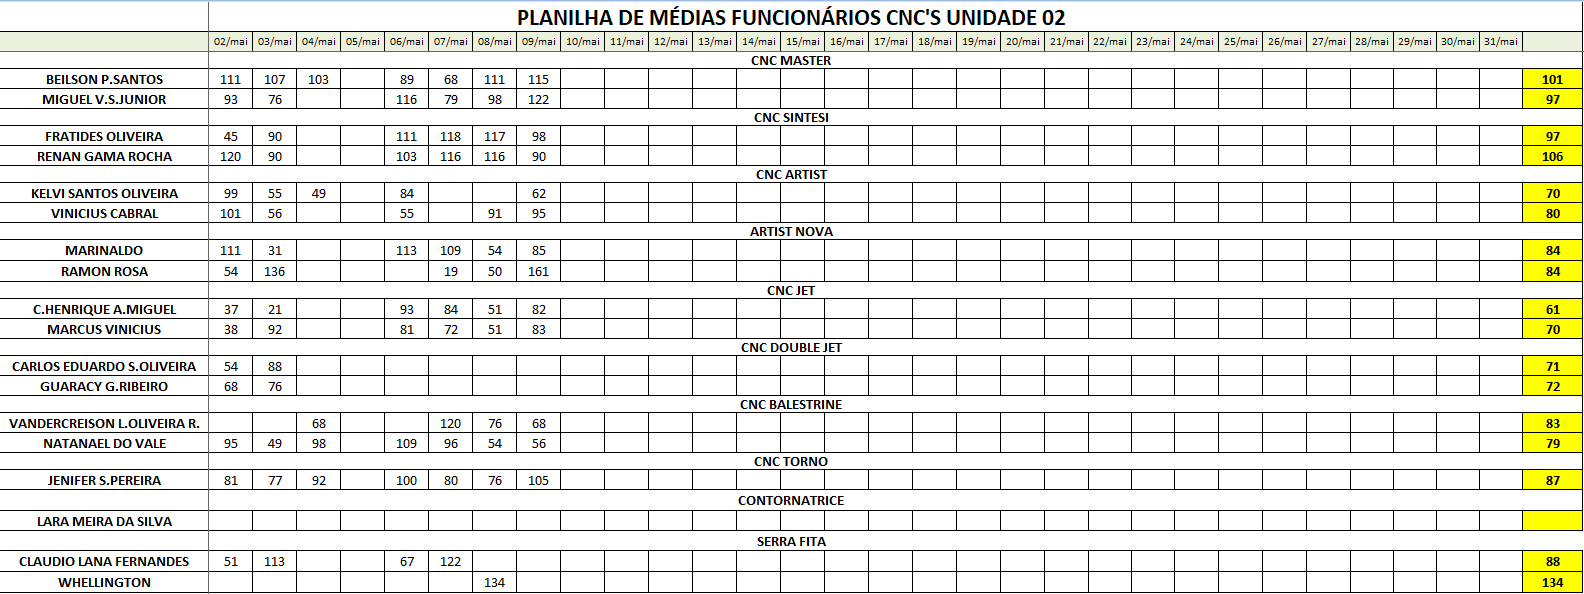 PLANILHA DE MÉDIAS FUNCIONÁRIOS CNC'S UNIDADE 02
02/mai 03/mai 04/mai 05/mai 06/mai 07/mai 08/mai 09/mai 10/mai 11/mai 12/mai 13/mai 14/mai 15/mai 16/mai 17/mai 18/mai 19/mai 20/mai 21/mai 22/mai 23/mai 24/mai 25/mai 26/mai 27/mai 28/mai 29/mai 30/mai 31/mai
CNC MASTER
BEILSON P.SANTOS 111 107 103 89 68 111 115 101
MIGUEL V.S.JUNIOR 93 76 116 79 98 122 97
CNC SINTESI
FRATIDES OLIVEIRA 45 90 111 118 117 98 97
RENAN GAMA ROCHA 120 90 103 116 116 90 106
CNC ARTIST
KELVI SANTOS OLIVEIRA 99 55 49 84 62 70
VINICIUS CABRAL 101 56 55 91 95 80
ARTIST NOVA
MARINALDO 111 31 113 109 54 85 84
RAMON ROSA 54 136 19 50 161 84
CNC JET
C.HENRIQUE A.MIGUEL 37 21 93 84 51 82 61
MARCUS VINICIUS 38 92 81 72 51 83 70
CNC DOUBLE JET
CARLOS EDUARDO S.OLIVEIRA 54 88 71
GUARACY G.RIBEIRO 68 76 72
CNC BALESTRINE
VANDERCREISON L.OLIVEIRA R. 68 120 76 68 83
NATANAEL DO VALE 95 49 98 109 96 54 56 79
CNC TORNO
JENIFER S.PEREIRA 81 77 92 100 80 76 105 87
CONTORNATRICE
LARA MEIRA DA SILVA
SERRA FITA
CLAUDIO LANA FERNANDES 51 113 67 122 88
WHELLINGTON 134 134